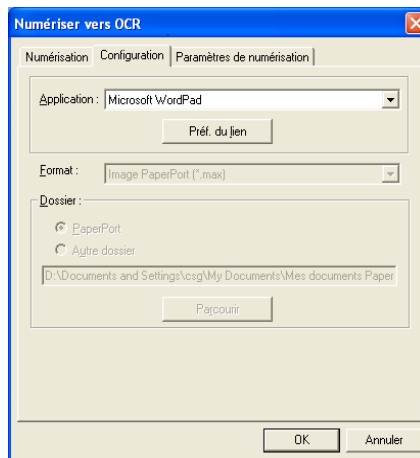 Numériser vers OCR
Numérisation Configuration Paramètres de numérisation
Application : Microsoft WordPad
Préf. du lien
Format : Image PaperPort (*.max)
Dossier :
PaperPort
Autre dossier
D:\Documents and Settings\csg\My Documents\Mes documents Paper
Parcourir
OK Annuler